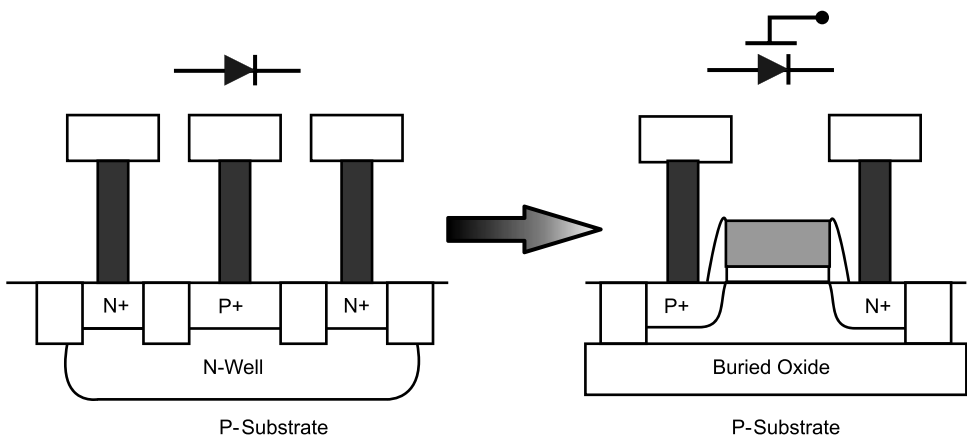 N+ P+ N+ P+ N+
N-Well Buried Oxide
P-Substrate P-Substrate